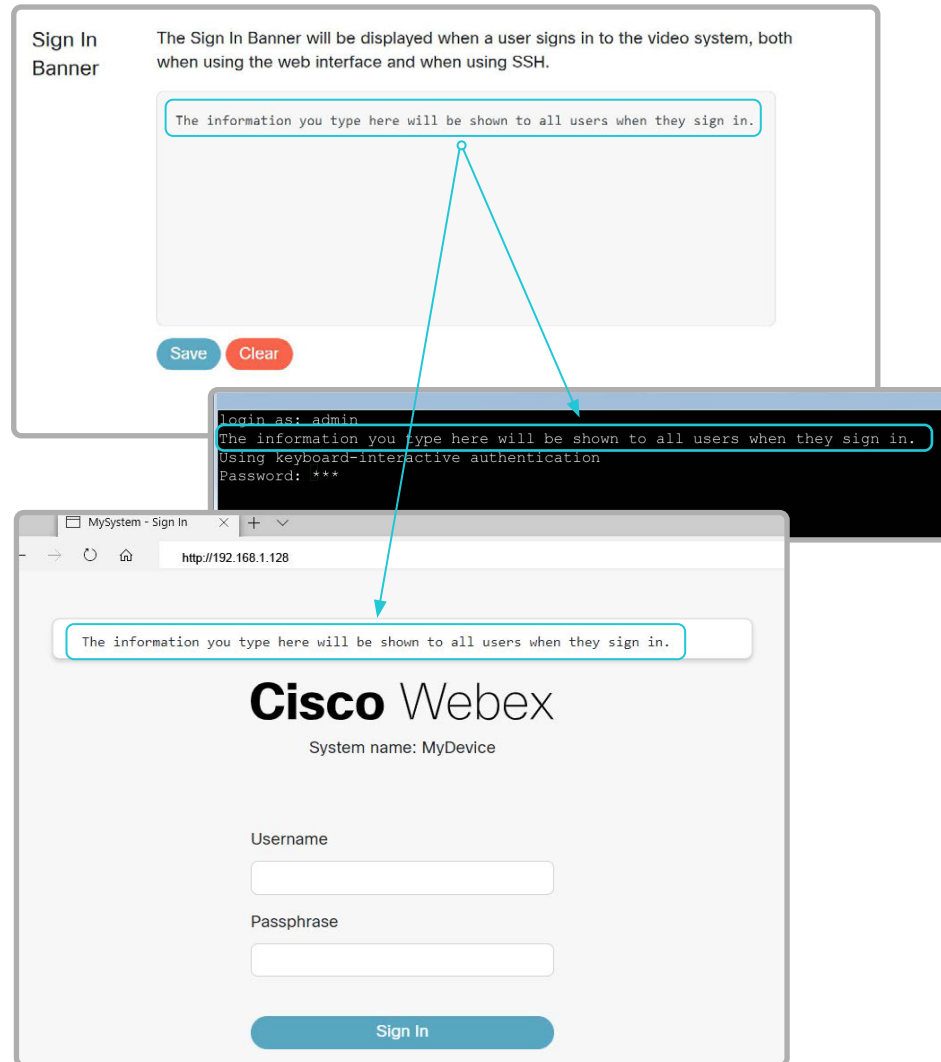 Sign In
Banner
The Sign In Banner will be displayed when a user signs in to the video system, both
when using the web interface and when using SSH.
The information you type here will be shown to all users when they sign in.
Save
Clear
login as: admin
The information you type here will be shown to all users when they sign in.
Using keyboard-interactive authentication
Password: ***
MySystem - Sign In
http://192.168.1.128
The information you type here will be shown to all users when they sign in.
Cisco Webex
System name: MyDevice
Username
Passphrase
Sign In